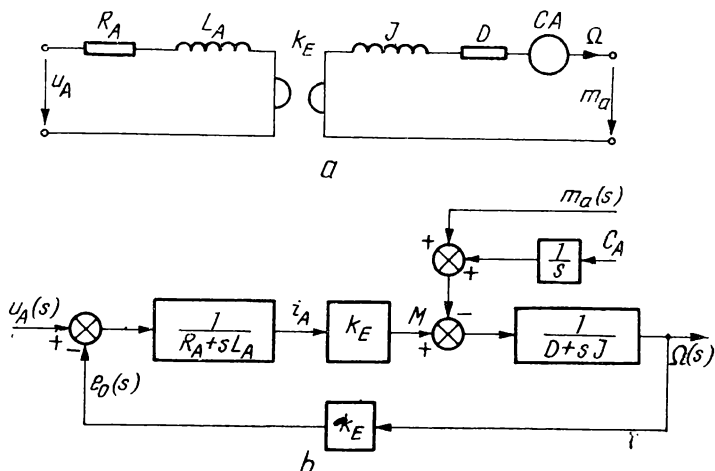 R_A
L_A
k_E
J
D
CA
Ω
u_A
m_a
a
m_a(s)
+
+
1/s
C_A
u_A(s)
+
-
1/(R_A+sL_A)
i_A
k_E
M
+
-
1/(D+sJ)
Ω(s)
e_0(s)
k_E
b